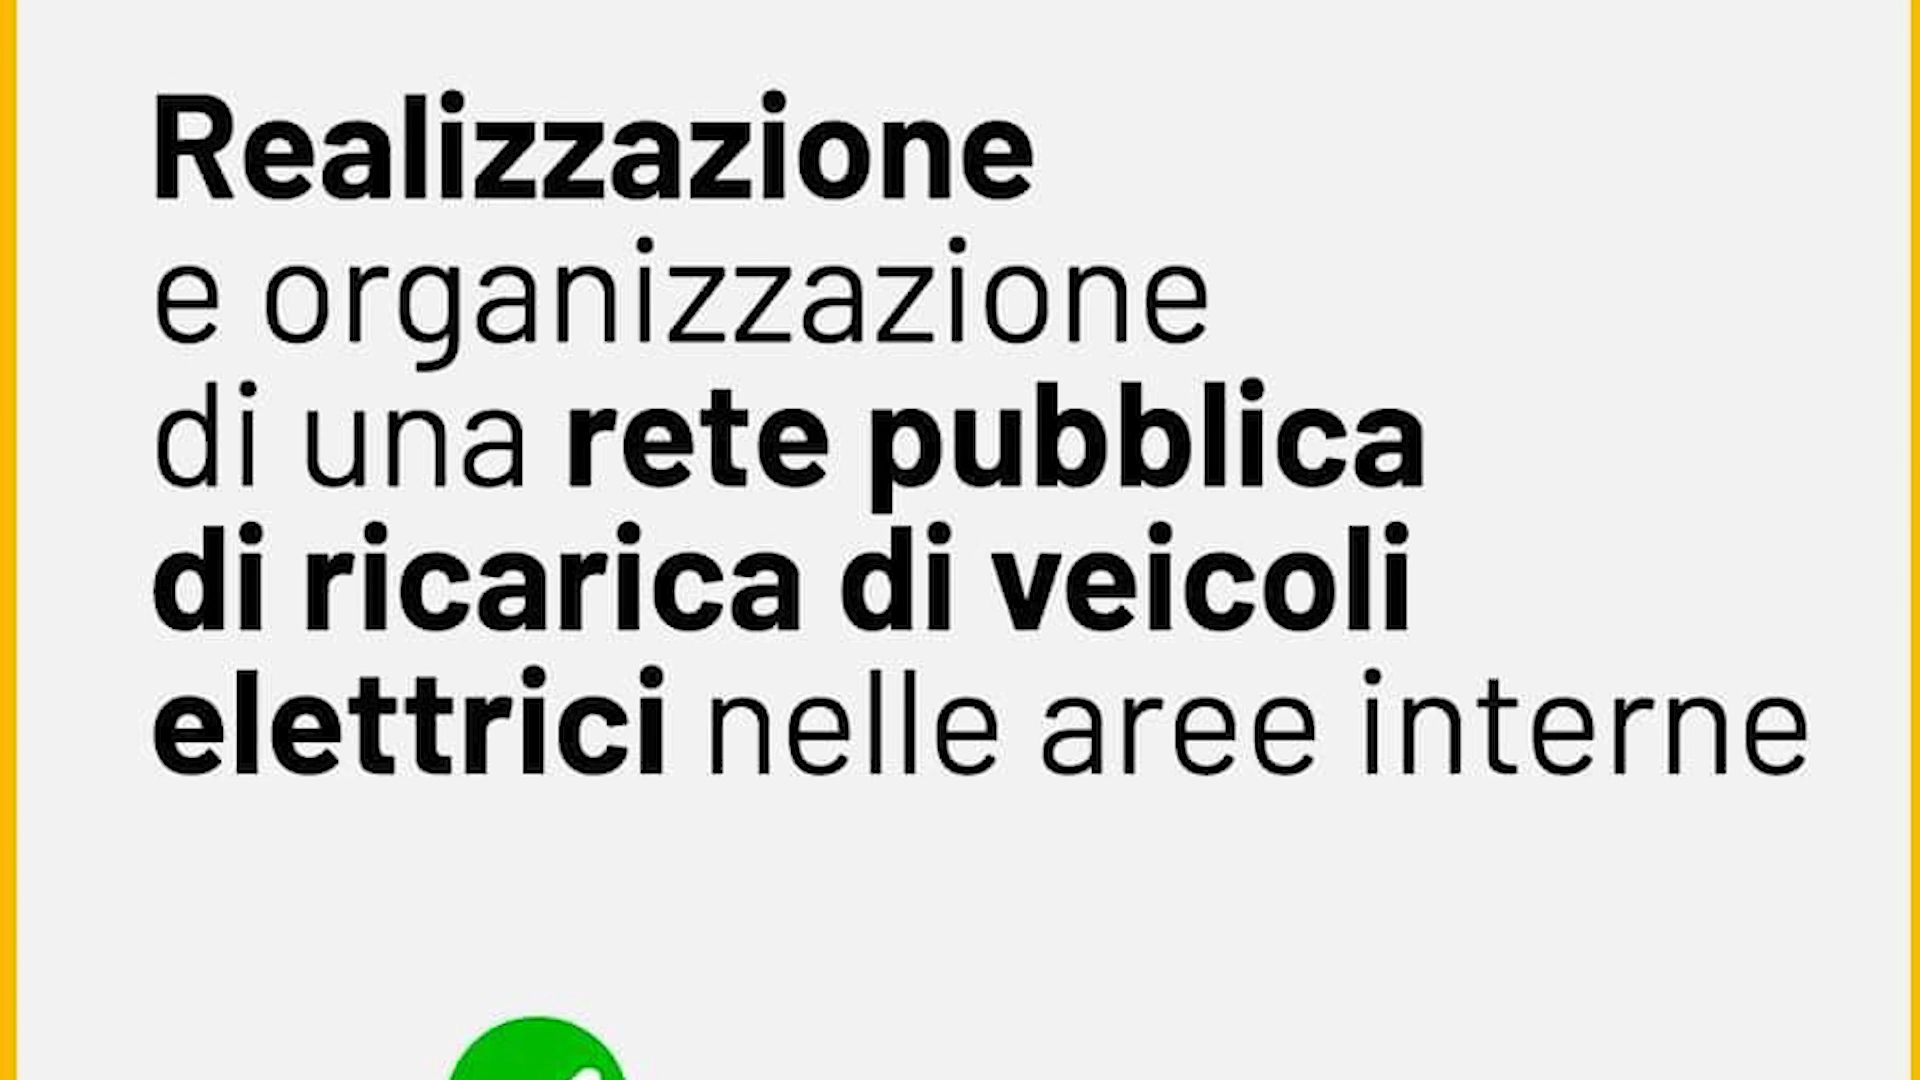 Realizzazione
e organizzazione
di una rete pubblica
di ricarica di veicoli
elettrici nelle aree interne